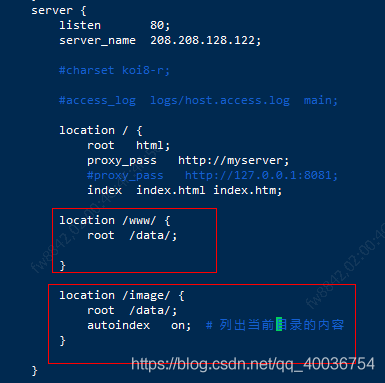 server {
listen 80;
server_name 208.208.128.122;
#charset koi8-r;
#access_log logs/host.access.log main;
location / {
root html;
proxy_pass http://myserver;
#proxy_pass http://127.0.0.1:8081;
index index.html index.htm;
location /www/ {
root /data/;
}
location /image/ {
root /data/;
autoindex on; # 列出当前目录的内容
}
}
https://blog.csdn.net/qq_40036754